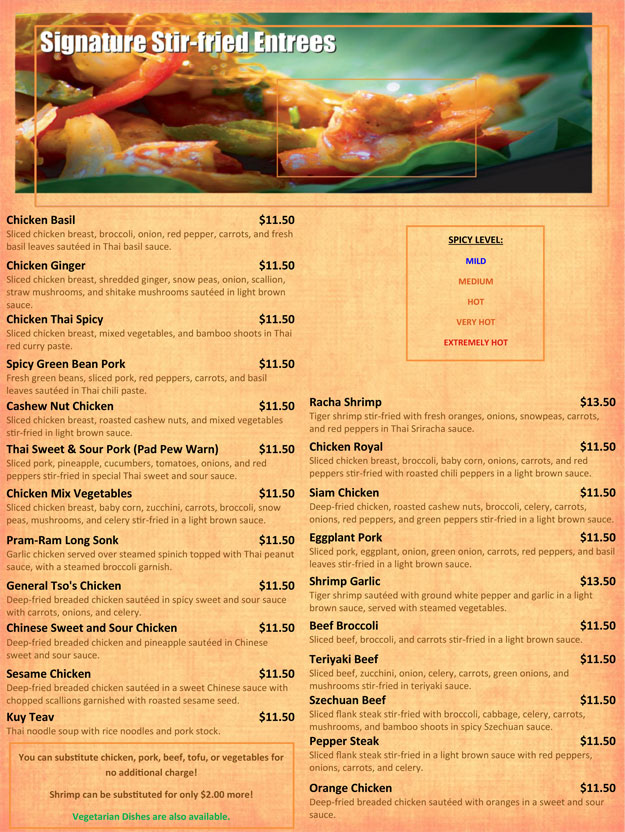 Signature Stir-fried Entrees
Chicken Basil $11.50
Sliced chicken breast, broccoli, onion, red pepper, carrots, and fresh
basil leaves sautéed in Thai basil sauce.
Chicken Ginger $11.50
Sliced chicken breast, shredded ginger, snow peas, onion, scallion,
straw mushrooms, and shitake mushrooms sautéed in light brown
sauce.
Chicken Thai Spicy $11.50
Sliced chicken breast, mixed vegetables, and bamboo shoots in Thai
red curry paste.
Spicy Green Bean Pork $11.50
Fresh green beans, sliced pork, red peppers, carrots, and basil
leaves sautéed in Thai chili paste.
Cashew Nut Chicken $11.50
Sliced chicken breast, roasted cashew nuts, and mixed vegetables
stir-fried in light brown sauce.
Thai Sweet & Sour Pork (Pad Pew Warn) $11.50
Sliced pork, pineapple, cucumbers, tomatoes, onions, and red
peppers stir-fried in special Thai sweet and sour sauce.
Chicken Mix Vegetables $11.50
Sliced chicken breast, baby corn, zucchini, carrots, broccoli, snow
peas, mushrooms, and celery stir-fried in a light brown sauce.
Pram-Ram Long Sonk $11.50
Garlic chicken served over steamed spinich topped with Thai peanut
sauce, with a steamed broccoli garnish.
General Tso's Chicken $11.50
Deep-fried breaded chicken sautéed in spicy sweet and sour sauce
with carrots, onions, and celery.
Chinese Sweet and Sour Chicken $11.50
Deep-fried breaded chicken and pineapple sautéed in Chinese
sweet and sour sauce.
Sesame Chicken $11.50
Deep-fried breaded chicken sautéed in a sweet Chinese sauce with
chopped scallions garnished with roasted sesame seed.
Kuy Teav $11.50
Thai noodle soup with rice noodles and pork stock.
You can substitute chicken, pork, beef, tofu, or vegetables for
no additional charge!
Shrimp can be substituted for only $2.00 more!
Vegetarian Dishes are also available.
SPICY LEVEL:
MILD
MEDIUM
HOT
VERY HOT
EXTREMELY HOT
Racha Shrimp $13.50
Tiger shrimp stir-fried with fresh oranges, onions, snowpeas, carrots,
and red peppers in Thai Sriracha sauce.
Chicken Royal $11.50
Sliced chicken breast, broccoli, baby corn, onions, carrots, and red
peppers stir-fried with roasted chili peppers in a light brown sauce.
Siam Chicken $11.50
Deep-fried chicken, roasted cashew nuts, broccoli, celery, carrots,
onions, red peppers, and green peppers stir-fried in a light brown sauce.
Eggplant Pork $11.50
Sliced pork, eggplant, onion, green onion, carrots, red peppers, and basil
leaves stir-fried in a light brown sauce.
Shrimp Garlic $13.50
Tiger shrimp sautéed with ground white pepper and garlic in a light
brown sauce, served with steamed vegetables.
Beef Broccoli $11.50
Sliced beef, broccoli, and carrots stir-fried in a light brown sauce.
Teriyaki Beef $11.50
Sliced beef, zucchini, onion, celery, carrots, green onions, and
mushrooms stir-fried in teriyaki sauce.
Szechuan Beef $11.50
Sliced flank steak stir-fried with broccoli, cabbage, celery, carrots,
mushrooms, and bamboo shoots in spicy Szechuan sauce.
Pepper Steak $11.50
Sliced flank steak stir-fried in a light brown sauce with red peppers,
onions, carrots, and celery.
Orange Chicken $11.50
Deep-fried breaded chicken sautéed with oranges in a sweet and sour
sauce.